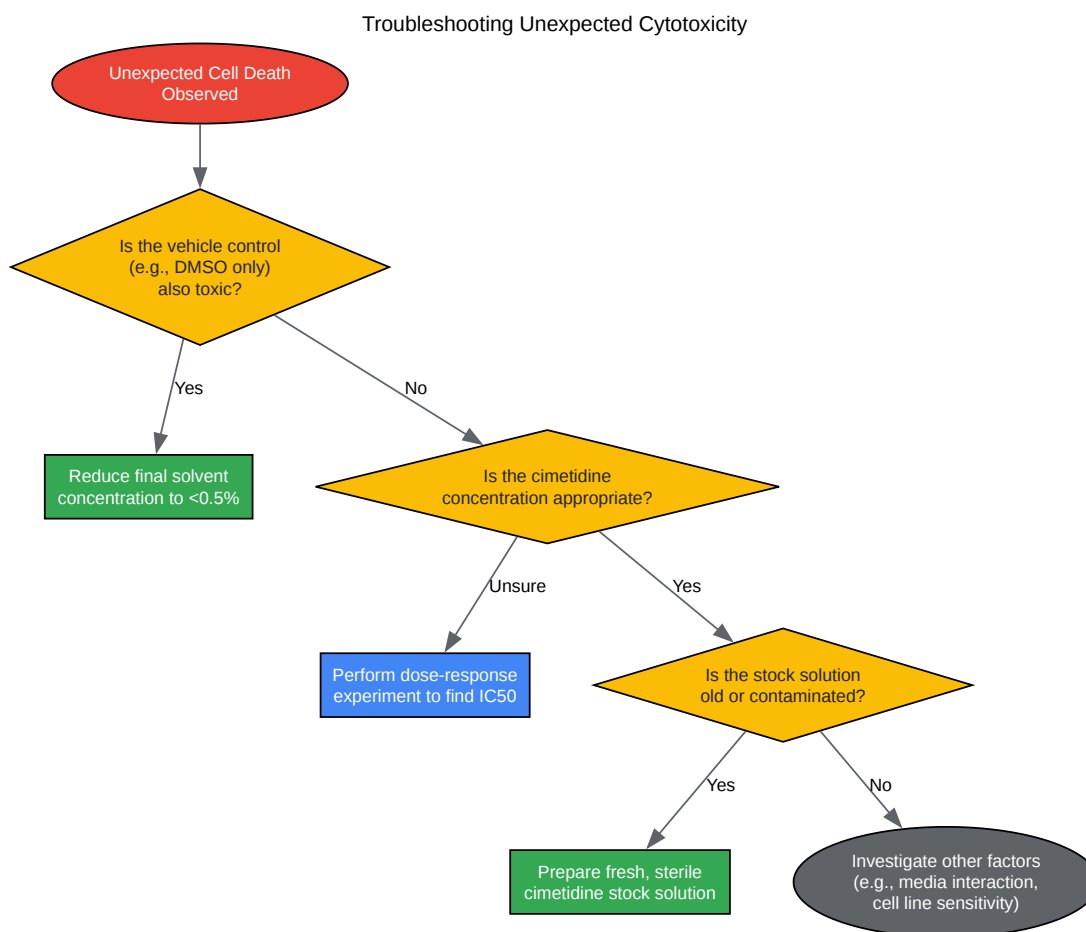 Troubleshooting Unexpected Cytotoxicity
Unexpected Cell Death
Observed
Is the vehicle control
(e.g., DMSO only)
also toxic?
Yes
No
Reduce final solvent
concentration to <0.5%
Is the cimetidine
concentration appropriate?
Unsure
Yes
Perform dose-response
experiment to find IC50
Is the stock solution
old or contaminated?
Yes
No
Prepare fresh, sterile
cimetidine stock solution
Investigate other factors
(e.g., media interaction,
cell line sensitivity)